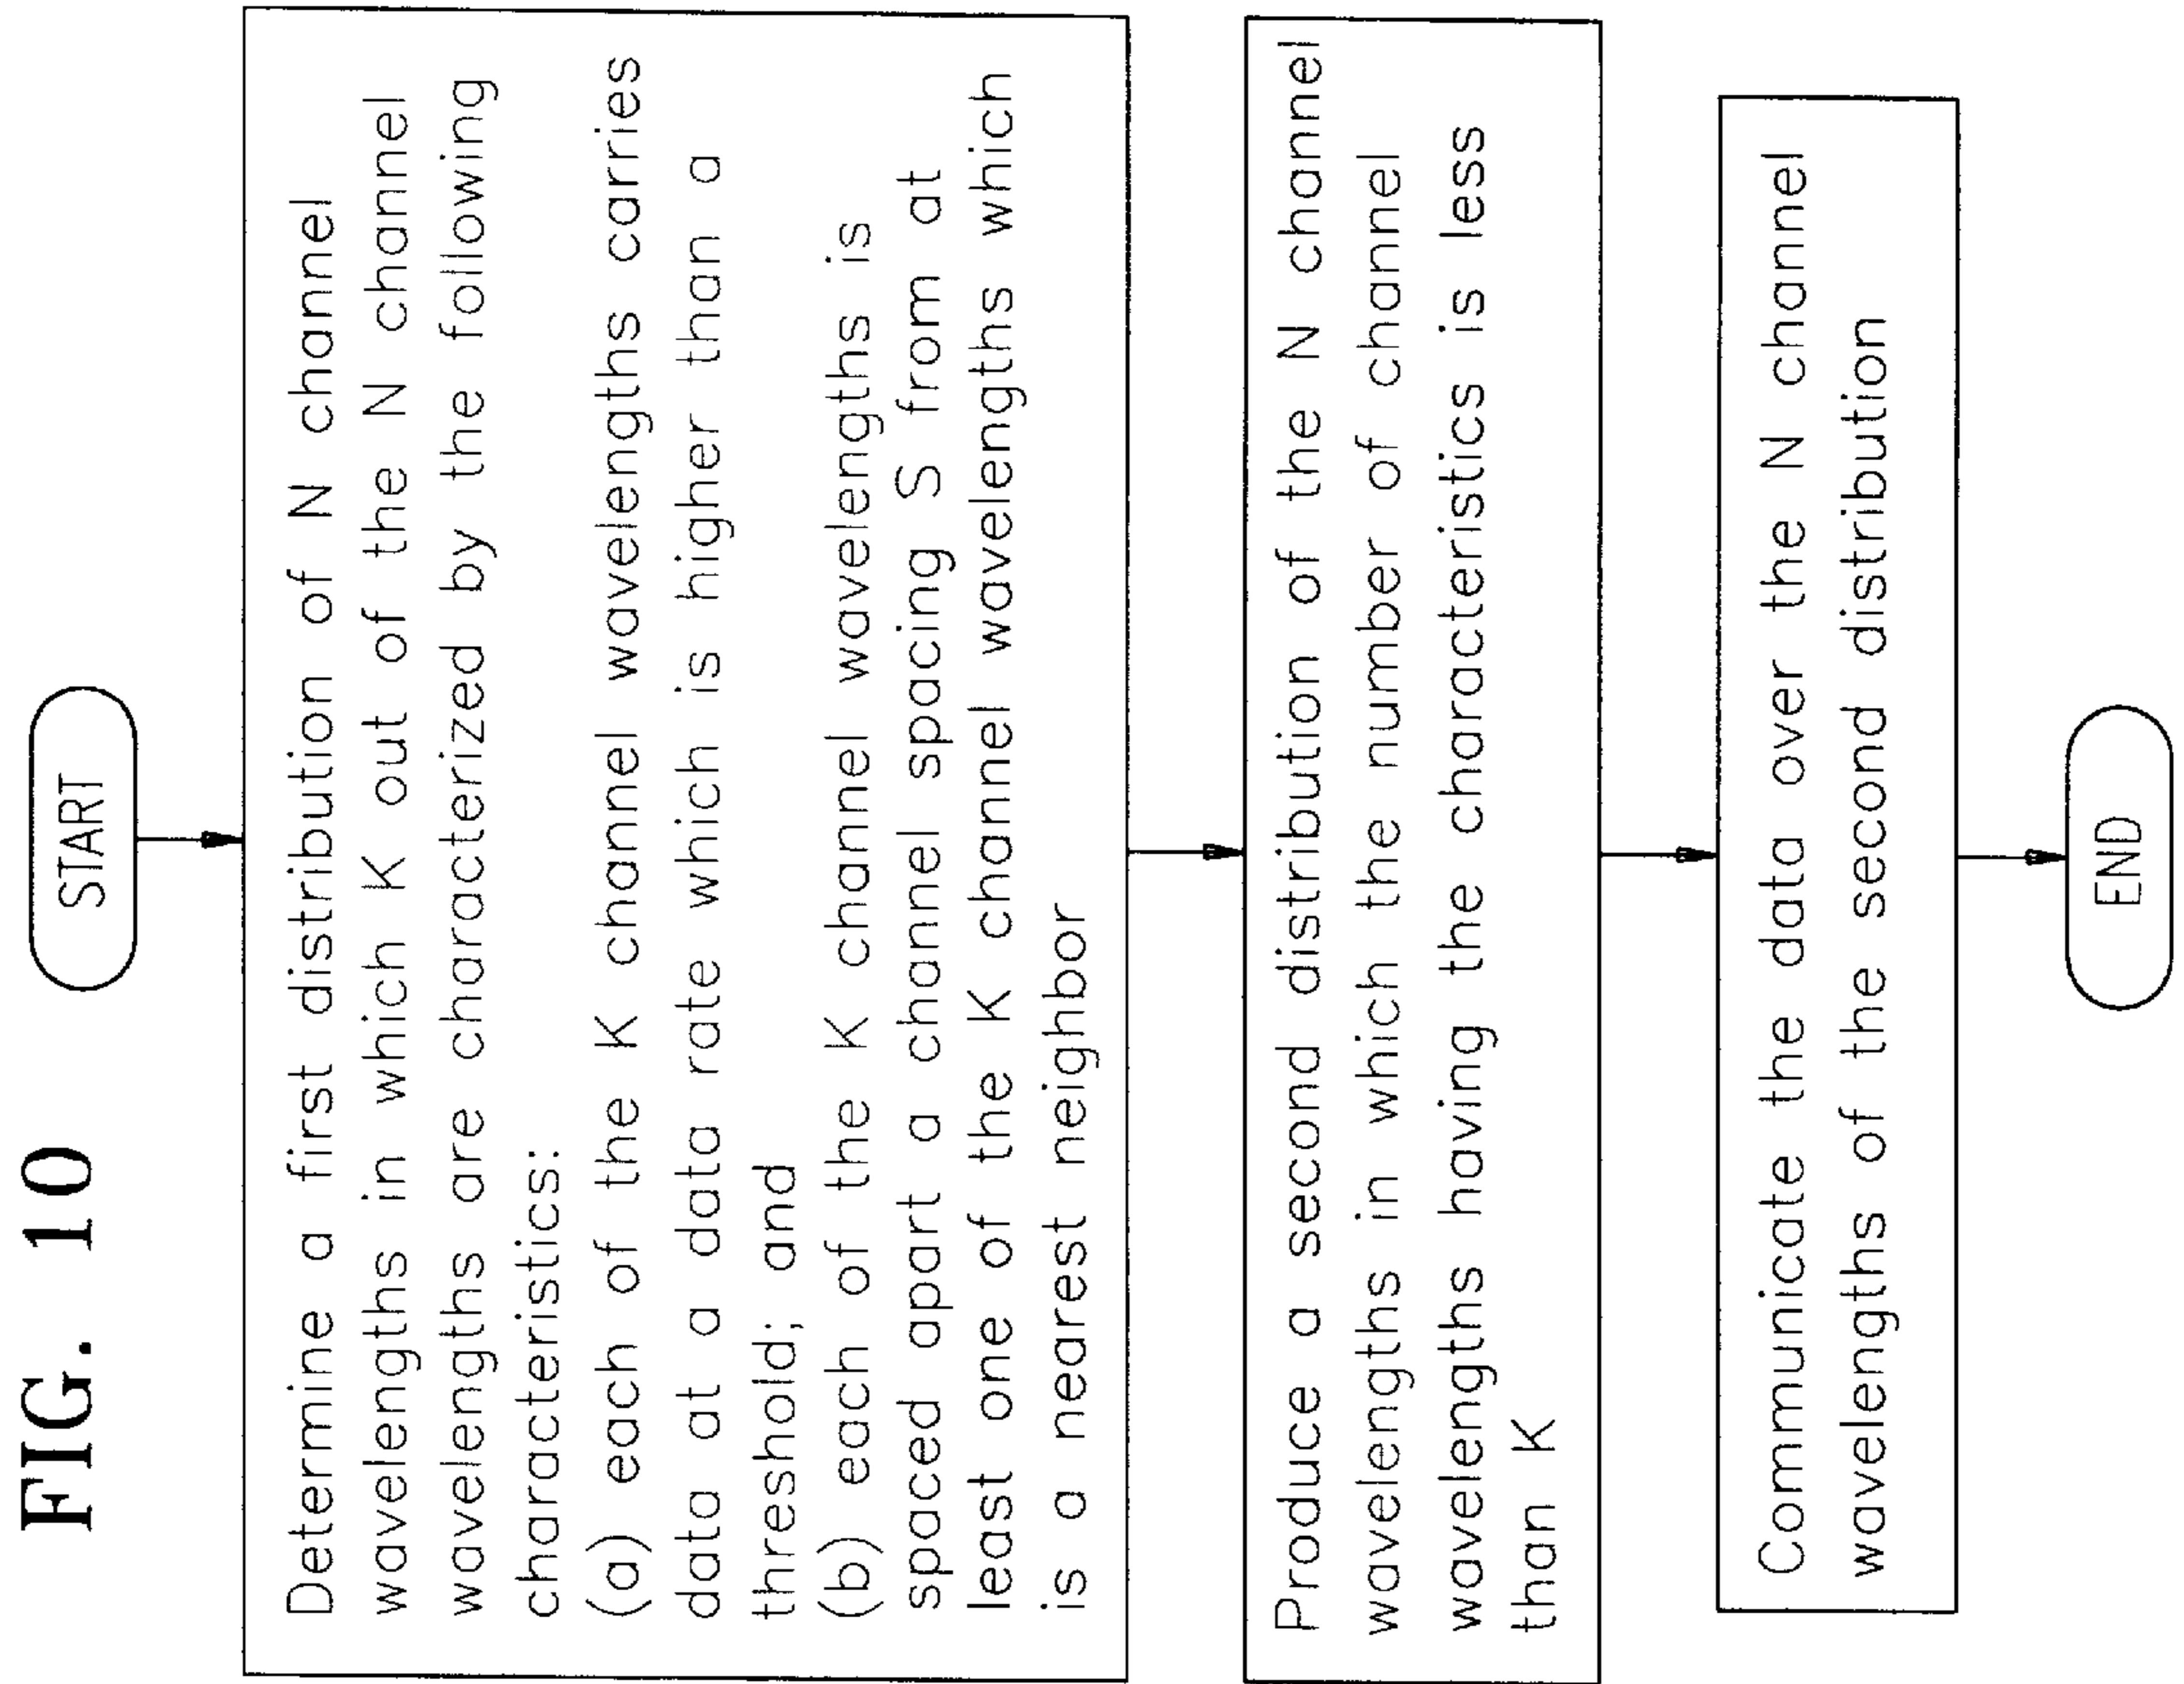 FIG. 10
START
Determine a first distribution of N channel
wavelengths in which K out of the N channel
wavelengths are characterized by the following
characteristics:
(a) each of the K channel wavelengths carries
data at a data rate which is higher than a
threshold; and
(b) each of the K channel wavelengths is
spaced apart a channel spacing S from at
least one of the K channel wavelengths which
is a nearest neighbor
Produce a second distribution of the N channel
wavelengths in which the number of channel
wavelengths having the characteristics is less
than K
Communicate the data over the N channel
wavelengths of the second distribution
END